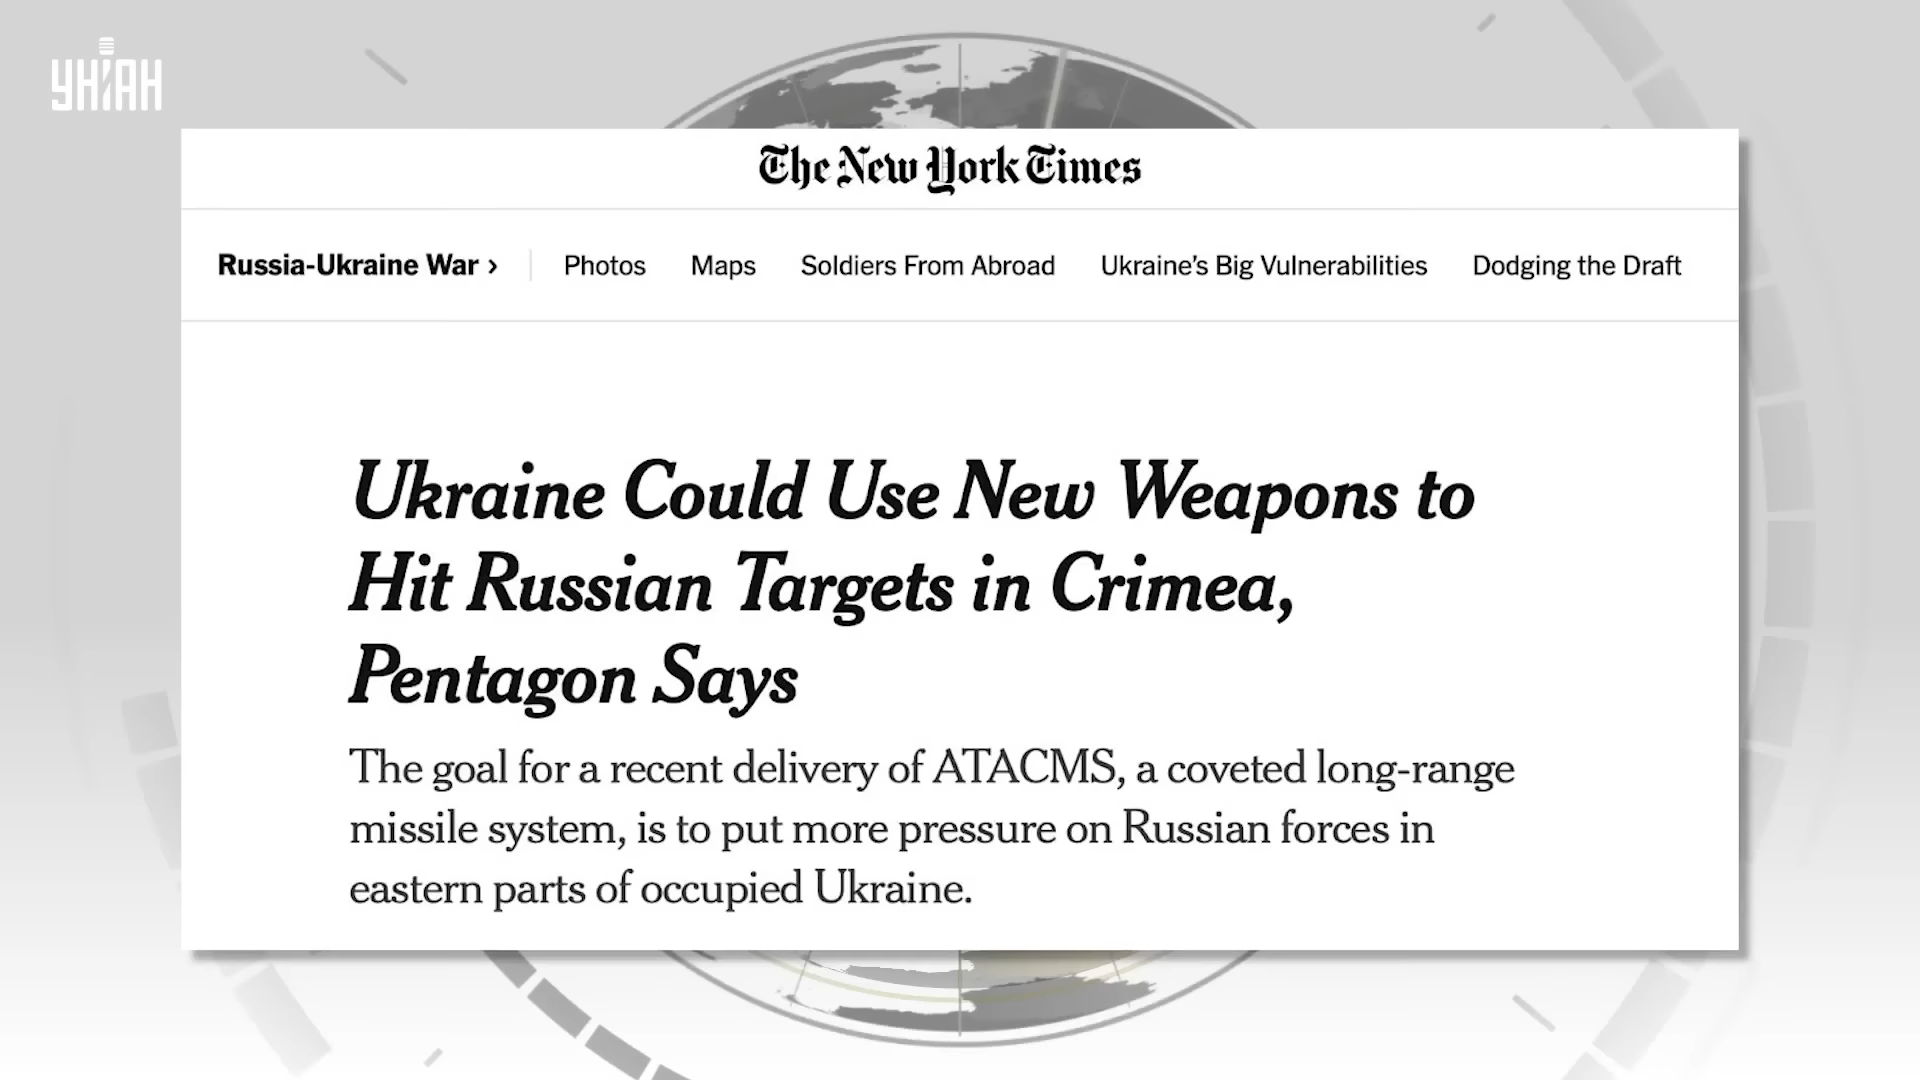 УНІАН
The New York Times
Russia-Ukraine War › Photos Maps Soldiers From Abroad Ukraine’s Big Vulnerabilities Dodging the Draft
Ukraine Could Use New Weapons to
Hit Russian Targets in Crimea,
Pentagon Says
The goal for a recent delivery of ATACMS, a coveted long-range
missile system, is to put more pressure on Russian forces in
eastern parts of occupied Ukraine.